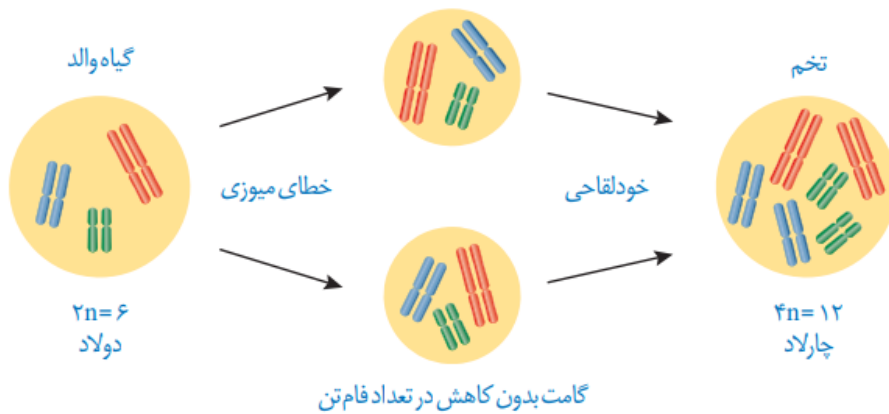 گیاه والد
تخم
خطای میوزی
خودلقاحی
۲n=۶
دولاد
۴n=۱۲
چارلاد
گامت بدون کاهش در تعداد فام‌تن